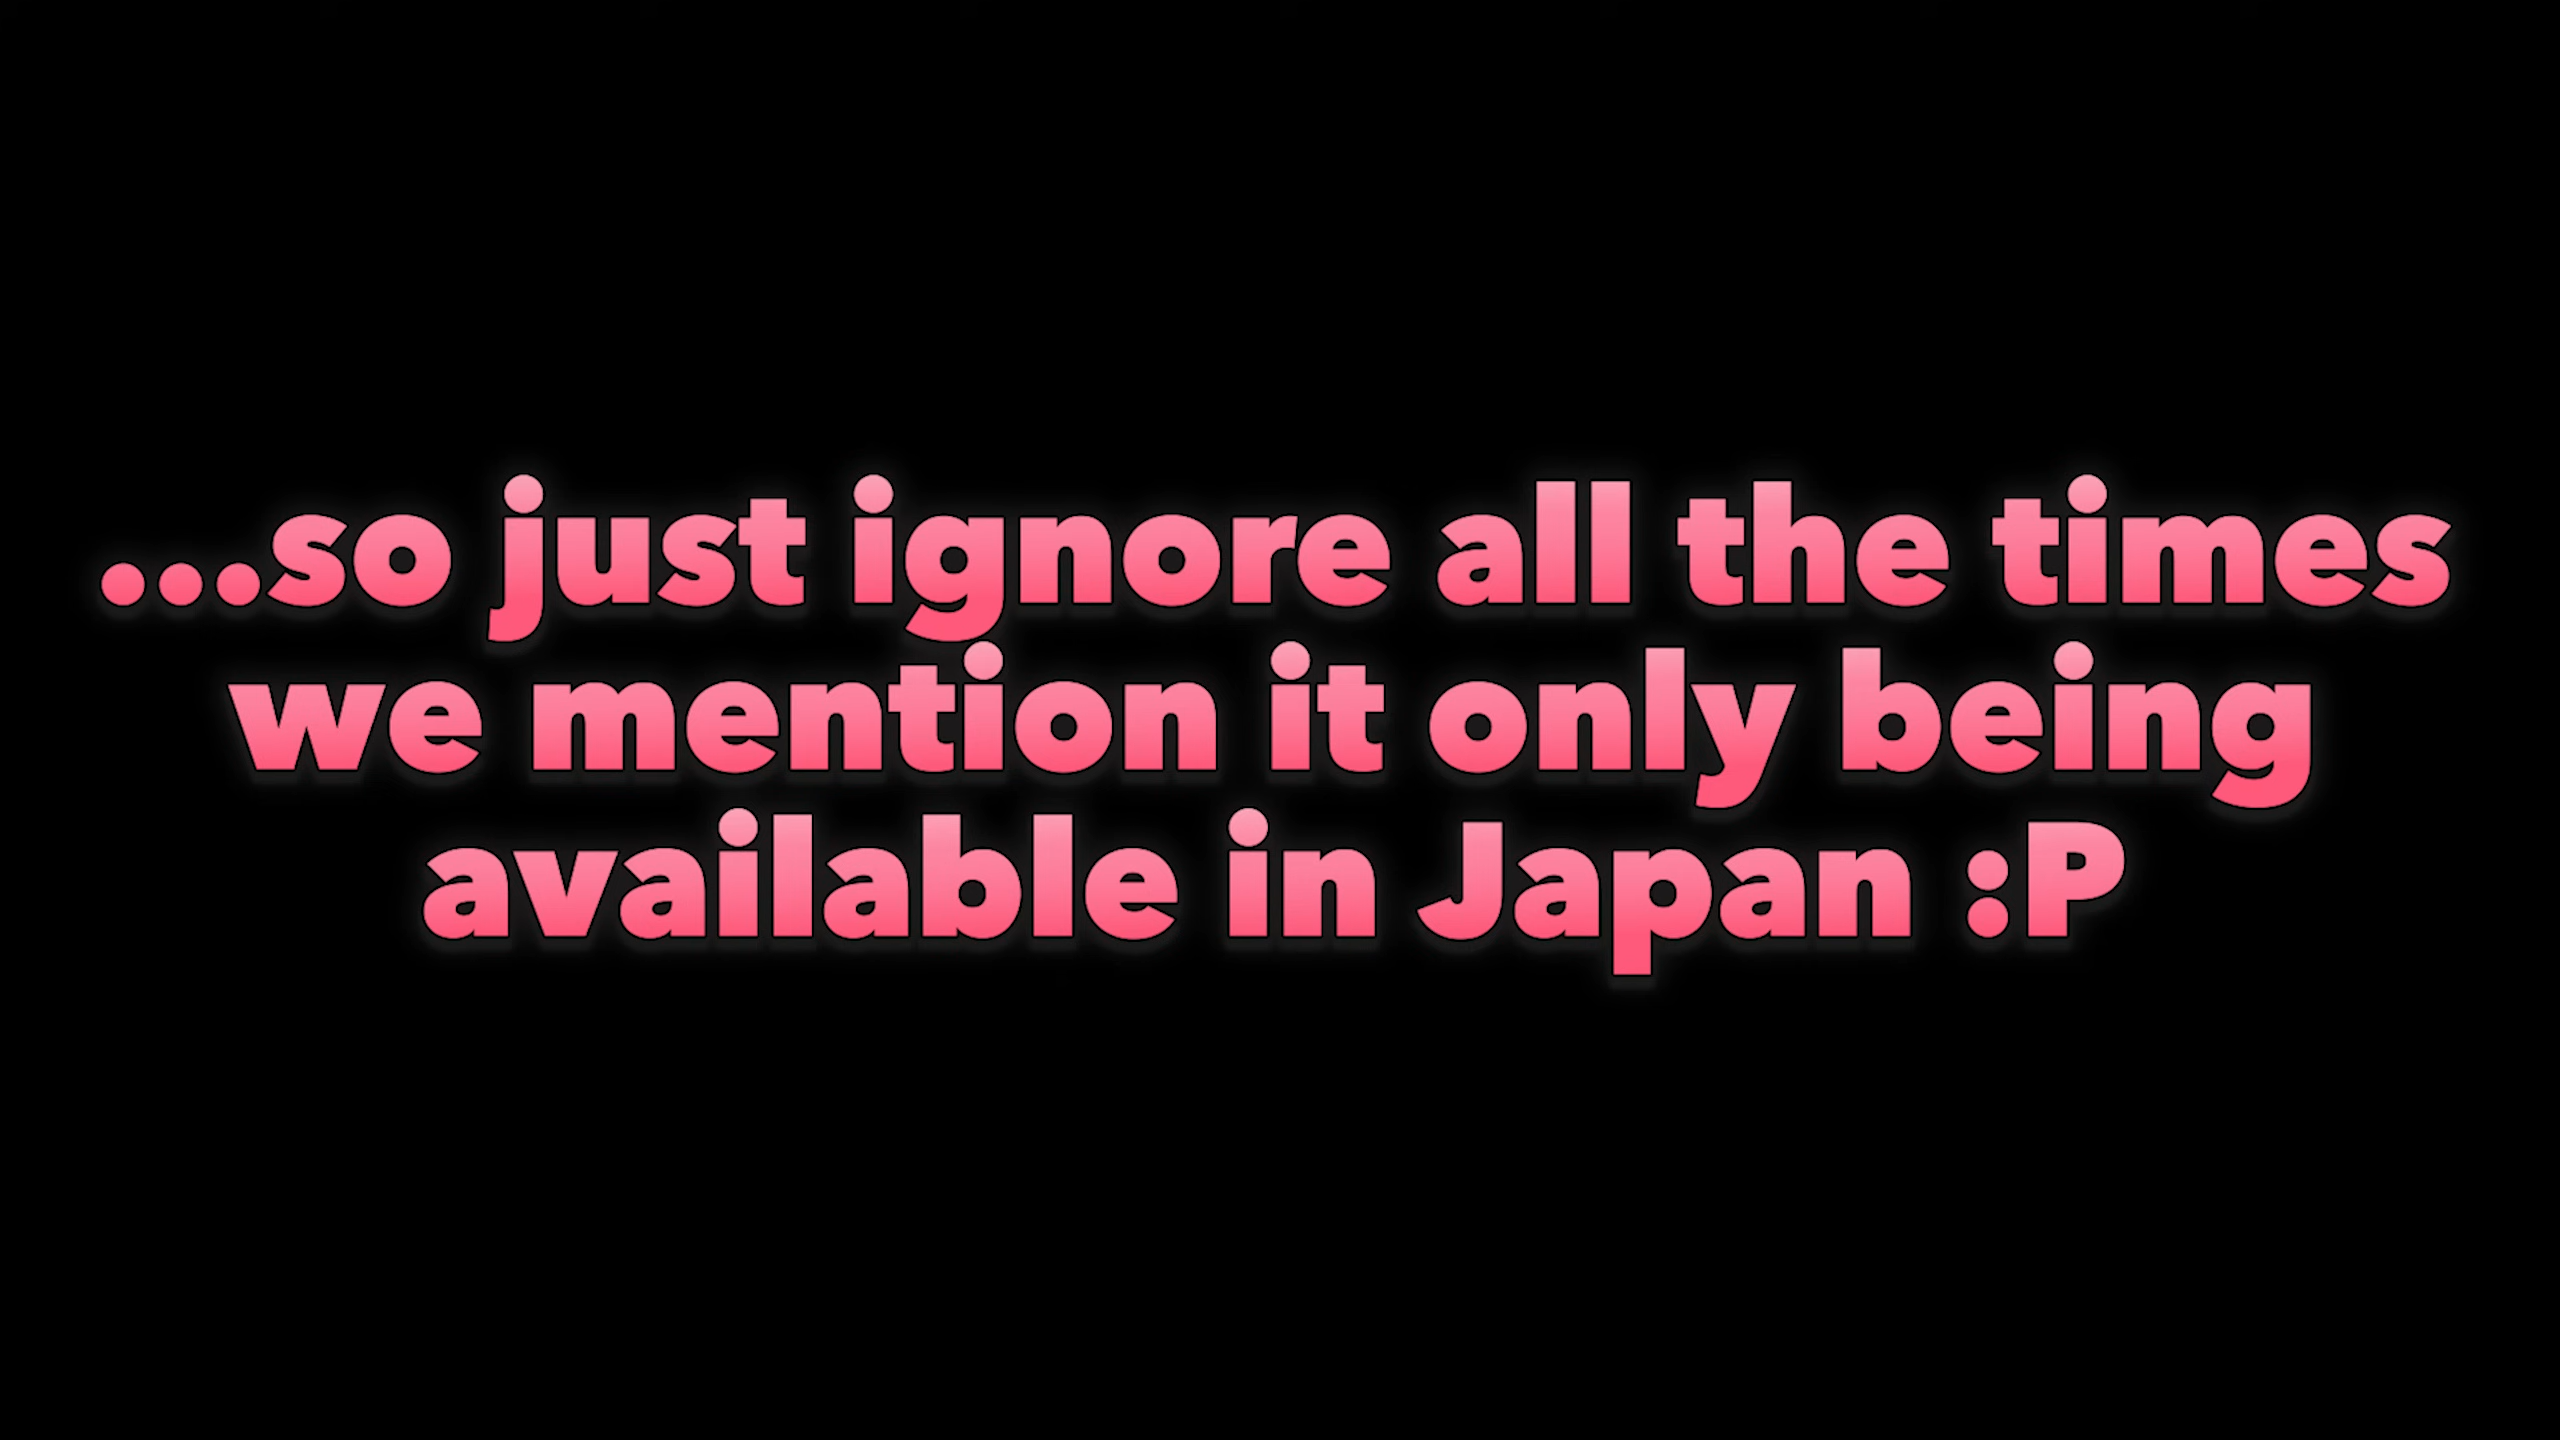 ...so just ignore all the times
we mention it only being
available in Japan :P